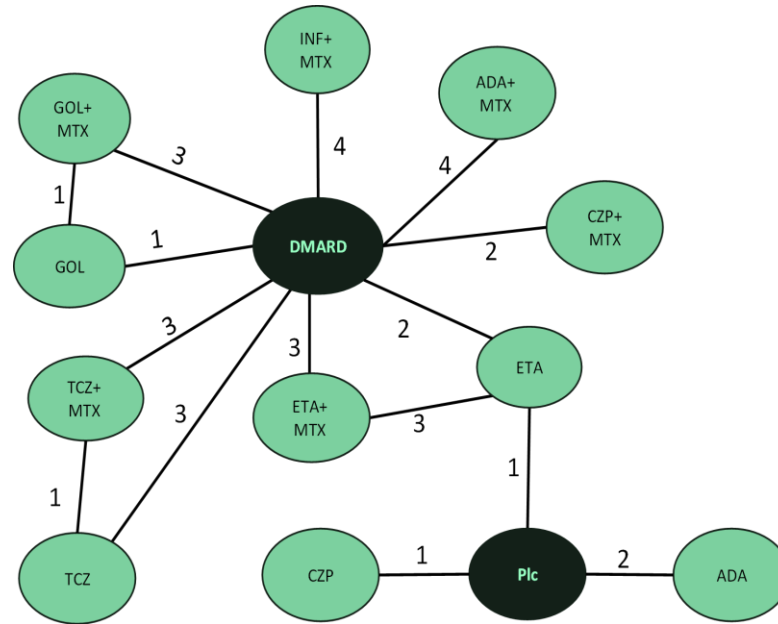 INF+
MTX
ADA+
MTX
GOL+
MTX
3
4
4
1
CZP+
MTX
1
DMARD
2
GOL
3
3
2
ETA
TCZ+
MTX
3
ETA+
MTX
3
1
1
TCZ
CZP
1
Plc
2
ADA